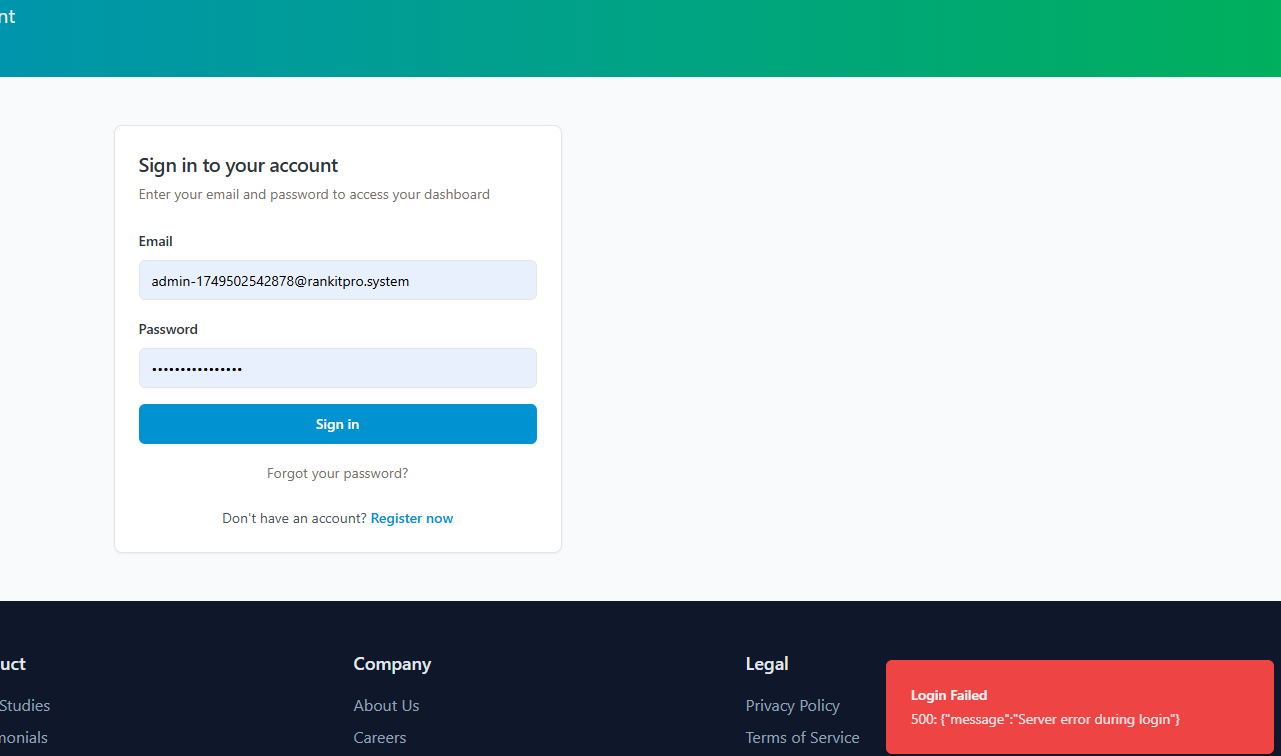 nt
Sign in to your account
Enter your email and password to access your dashboard
Email
admin-1749502542878@rankitpro.system
Password
••••••••••••••••
Sign in
Forgot your password?
Don't have an account? Register now
uct
Studies
monials
Company
About Us
Careers
Legal
Privacy Policy
Terms of Service
Login Failed
500: {"message":"Server error during login"}